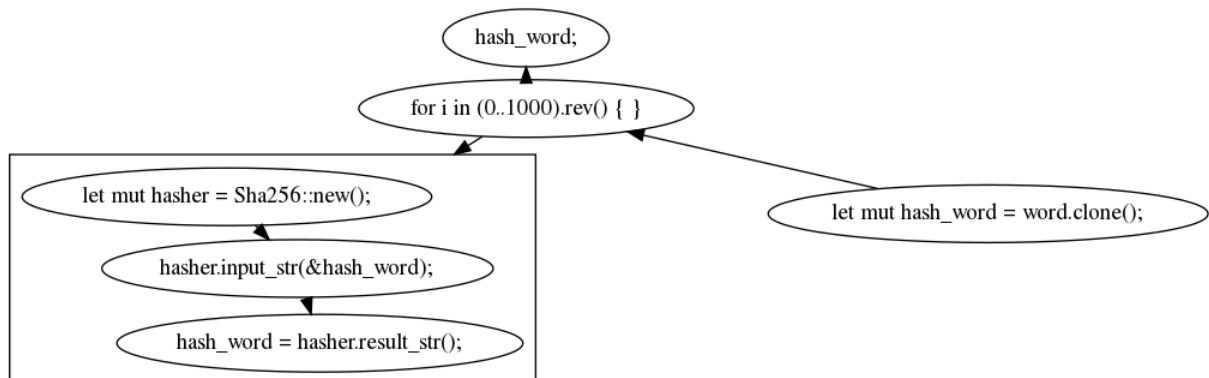 hash_word;
for i in (0..1000).rev() { }
let mut hasher = Sha256::new();
let mut hash_word = word.clone();
hasher.input_str(&hash_word);
hash_word = hasher.result_str();